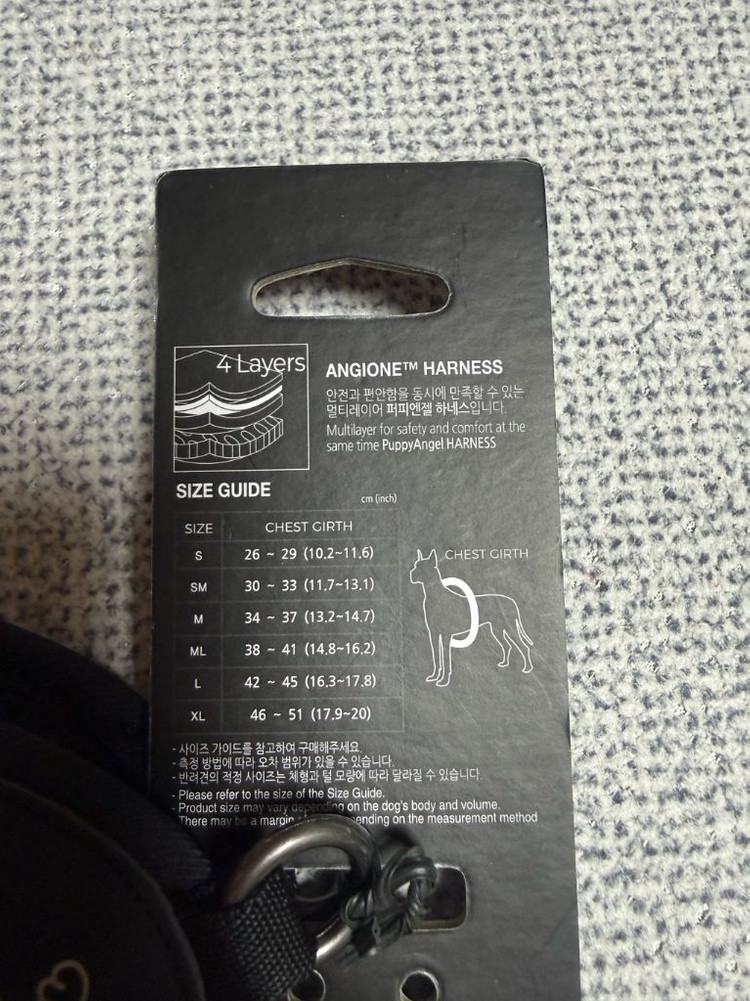 4 Layers
ANGIONE™ HARNESS
안전과 편안함을 동시에 만족할 수 있는
멀티레이어 퍼피엔젤 하네스입니다.
Multilayer for safety and comfort at the
same time PuppyAngel HARNESS
SIZE GUIDE
cm (inch)
SIZE CHEST GIRTH
S 26 ~ 29 (10.2~11.6)
SM 30 ~ 33 (11.7~13.1)
M 34 ~ 37 (13.2~14.7)
ML 38 ~ 41 (14.8~16.2)
L 42 ~ 45 (16.3~17.8)
XL 46 ~ 51 (17.9~20)
CHEST GIRTH
- 사이즈 가이드를 참고하여 구매해주세요.
- 측정 방법에 따라 오차 범위가 있을 수 있습니다.
- 반려견의 적정 사이즈는 체형과 털 모량에 따라 달라질 수 있습니다.
- Please refer to the size of the Size Guide.
- Product size may vary depending on the dog's body and volume.
There may be a margin depending on the measurement method